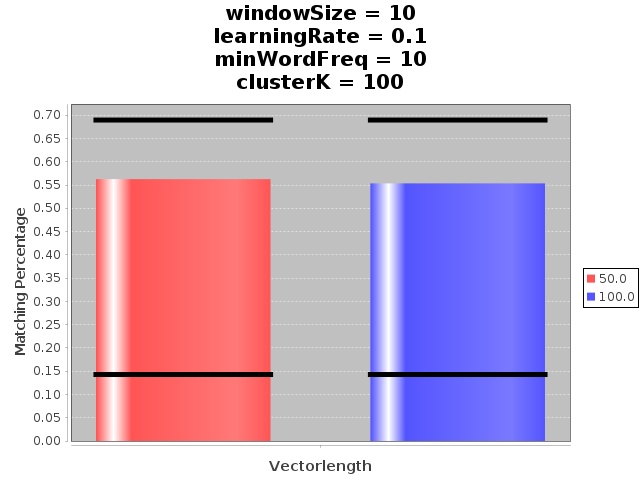 windowSize = 10
learningRate = 0.1
minWordFreq = 10
clusterK = 100
Matching Percentage
0.70
0.65
0.60
0.55
0.50
0.45
0.40
0.35
0.30
0.25
0.20
0.15
0.10
0.05
0.00
50.0
100.0
Vectorlength